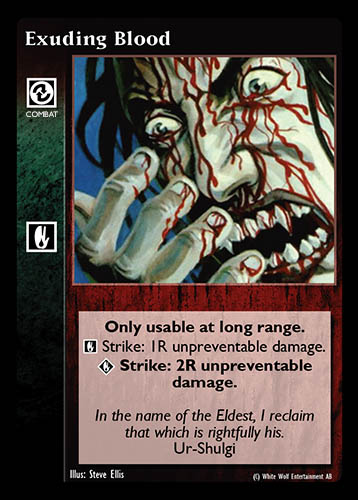 Exuding Blood
COMBAT
Only usable at long range.
Strike: 1R unpreventable damage.
Strike: 2R unpreventable
damage.
In the name of the Eldest, I reclaim
that which is rightfully his.
Ur-Shulgi
Illus: Steve Ellis
(C) White Wolf Entertainment AB